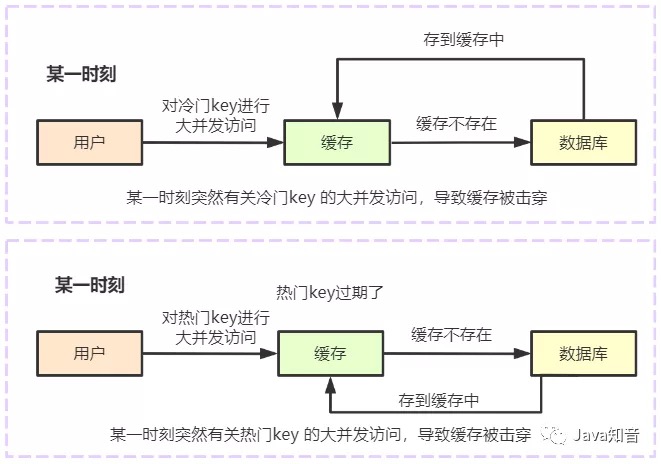 存到缓存中
某一时刻
对冷门key进行
大并发访问
缓存不存在
用户
缓存
数据库
某一时刻突然有关冷门key 的大并发访问，导致缓存被击穿
某一时刻
热门key过期了
对热门key进行
大并发访问
缓存不存在
用户
缓存
数据库
存到缓存中
某一时刻突然有关热门key 的大并发访问，导致缓存被击穿
Java知音